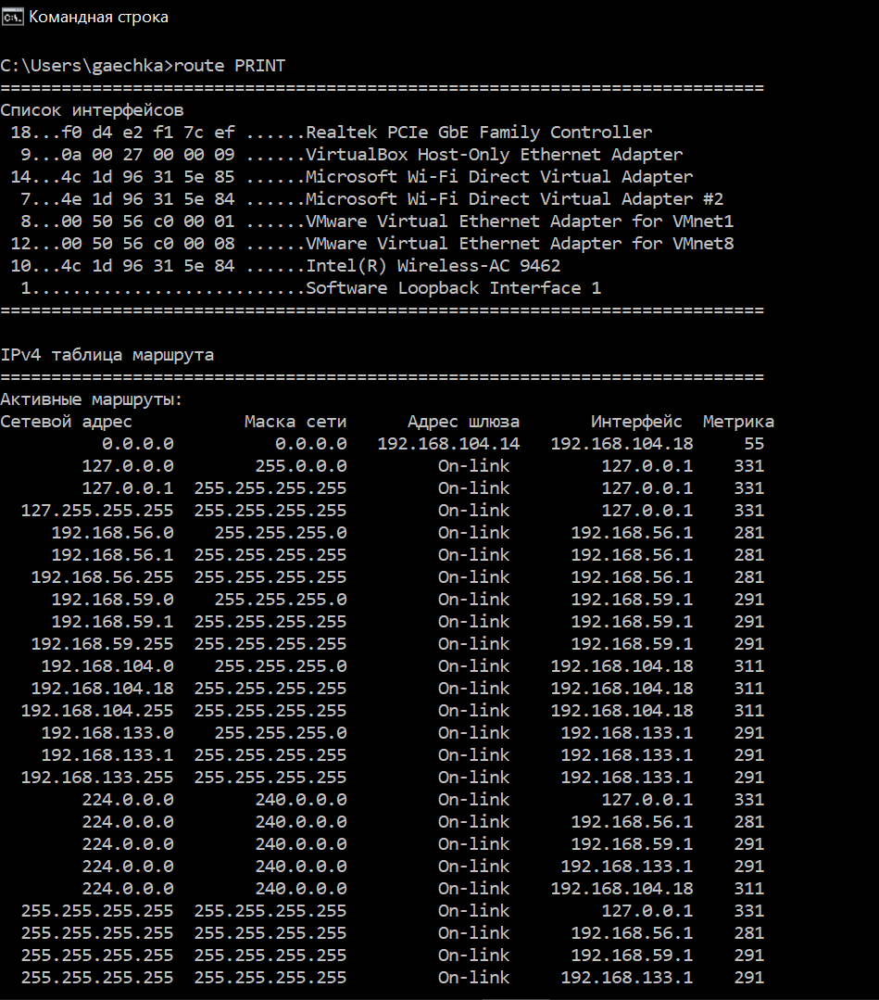 Командная строка
C:\Users\gaechka>route PRINT
===========================================================================
Список интерфейсов
 18...f0 d4 e2 f1 7c ef ......Realtek PCIe GbE Family Controller
  9...0a 00 27 00 00 09 ......VirtualBox Host-Only Ethernet Adapter
 14...4c 1d 96 31 5e 85 ......Microsoft Wi-Fi Direct Virtual Adapter
  7...4e 1d 96 31 5e 84 ......Microsoft Wi-Fi Direct Virtual Adapter #2
  8...00 50 56 c0 00 01 ......VMware Virtual Ethernet Adapter for VMnet1
 12...00 50 56 c0 00 08 ......VMware Virtual Ethernet Adapter for VMnet8
 10...4c 1d 96 31 5e 84 ......Intel(R) Wireless-AC 9462
  1...........................Software Loopback Interface 1
===========================================================================
IPv4 таблица маршрута
===========================================================================
Активные маршруты:
Сетевой адрес           Маска сети      Адрес шлюза       Интерфейс  Метрика
          0.0.0.0          0.0.0.0   192.168.104.14   192.168.104.18     55
        127.0.0.0        255.0.0.0         On-link         127.0.0.1    331
        127.0.0.1  255.255.255.255         On-link         127.0.0.1    331
  127.255.255.255  255.255.255.255         On-link         127.0.0.1    331
     192.168.56.0    255.255.255.0         On-link      192.168.56.1    281
     192.168.56.1  255.255.255.255         On-link      192.168.56.1    281
   192.168.56.255  255.255.255.255         On-link      192.168.56.1    281
     192.168.59.0    255.255.255.0         On-link      192.168.59.1    291
     192.168.59.1  255.255.255.255         On-link      192.168.59.1    291
   192.168.59.255  255.255.255.255         On-link      192.168.59.1    291
    192.168.104.0    255.255.255.0         On-link    192.168.104.18    311
   192.168.104.18  255.255.255.255         On-link    192.168.104.18    311
  192.168.104.255  255.255.255.255         On-link    192.168.104.18    311
    192.168.133.0    255.255.255.0         On-link     192.168.133.1    291
    192.168.133.1  255.255.255.255         On-link     192.168.133.1    291
  192.168.133.255  255.255.255.255         On-link     192.168.133.1    291
        224.0.0.0        240.0.0.0         On-link         127.0.0.1    331
        224.0.0.0        240.0.0.0         On-link      192.168.56.1    281
        224.0.0.0        240.0.0.0         On-link      192.168.59.1    291
        224.0.0.0        240.0.0.0         On-link     192.168.133.1    291
        224.0.0.0        240.0.0.0         On-link    192.168.104.18    311
  255.255.255.255  255.255.255.255         On-link         127.0.0.1    331
  255.255.255.255  255.255.255.255         On-link      192.168.56.1    281
  255.255.255.255  255.255.255.255         On-link      192.168.59.1    291
  255.255.255.255  255.255.255.255         On-link     192.168.133.1    291